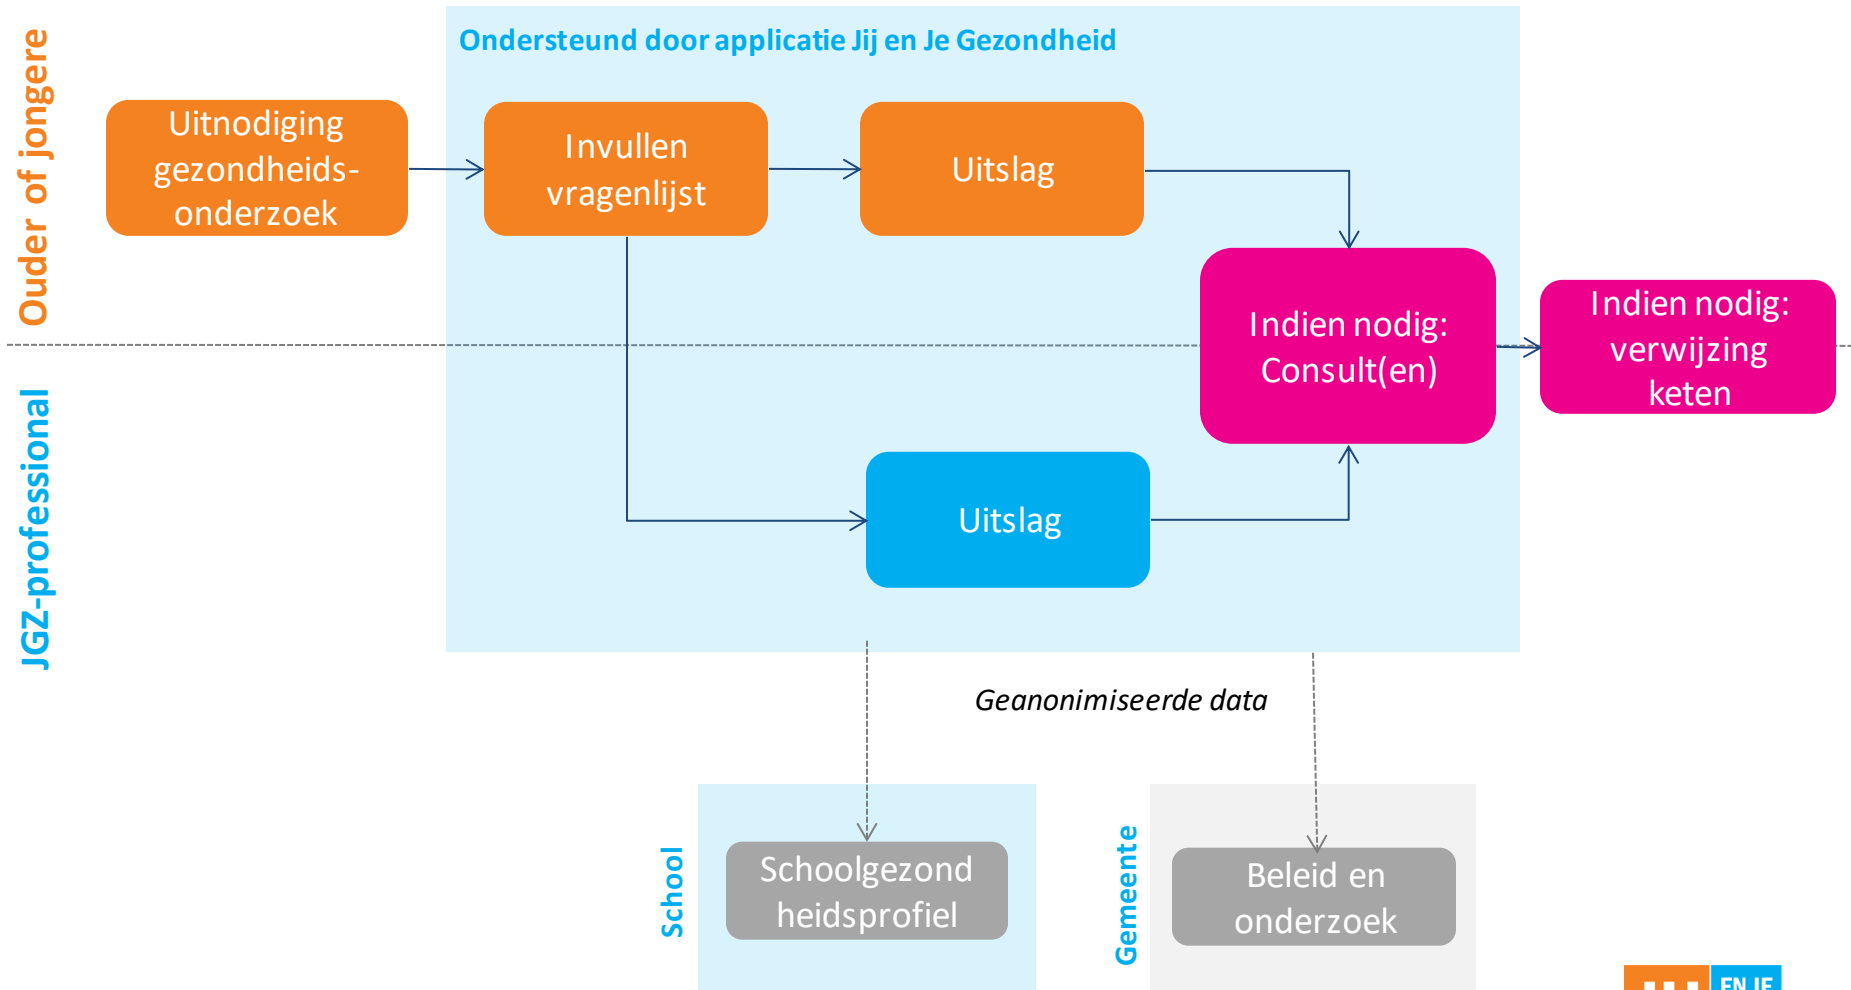 Ouder of jongere
Ondersteund door applicatie Jij en Je Gezondheid
Uitnodiging
gezondheids-
onderzoek
Invullen
vragenlijst
Uitslag
Indien nodig:
Consult(en)
Indien nodig:
verwijzing
keten
JGZ-professional
Uitslag
Geanonimiseerde data
School
Schoolgezond
heidsprofiel
Gemeente
Beleid en
onderzoek
EN JE